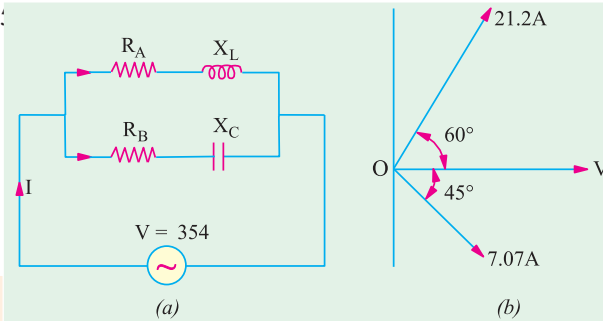 R_A X_L
R_B X_C
I
V = 354
~
(a)
21.2A
60°
O V
45°
7.07A
(b)